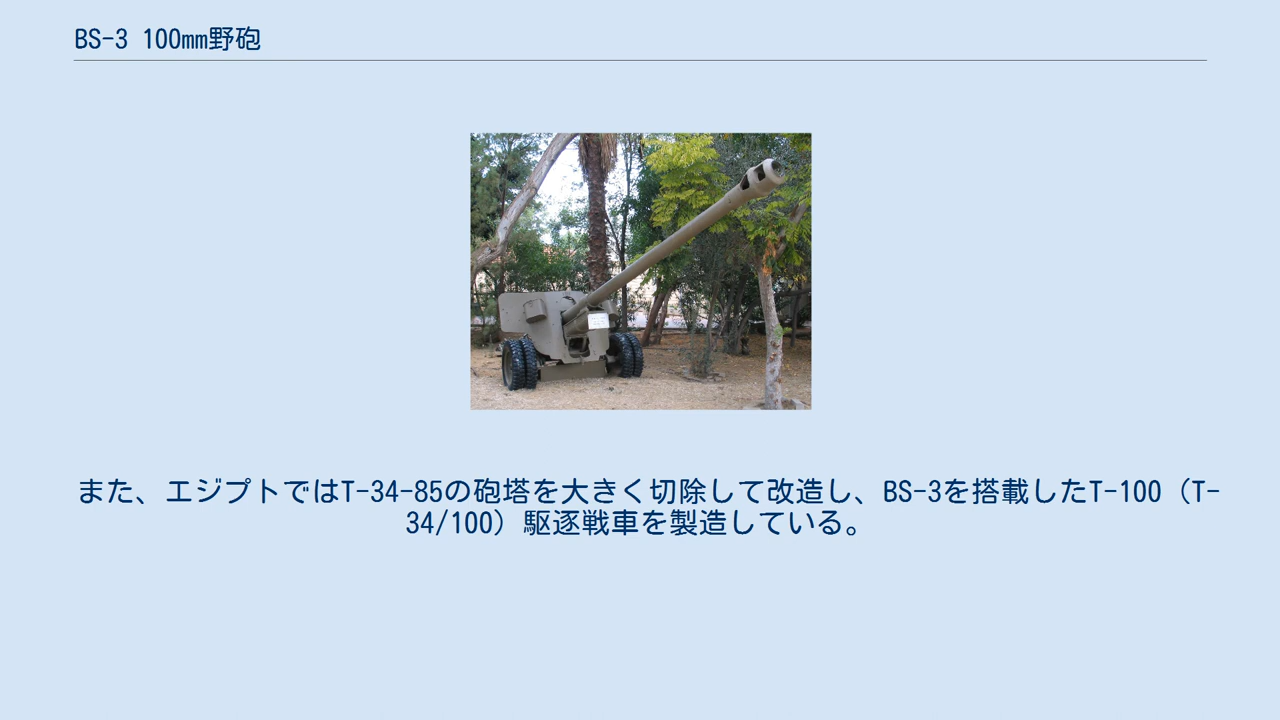 BS-3 100mm野砲
また、エジプトではT-34-85の砲塔を大きく切除して改造し、BS-3を搭載したT-100（T-
34/100）駆逐戦車を製造している。